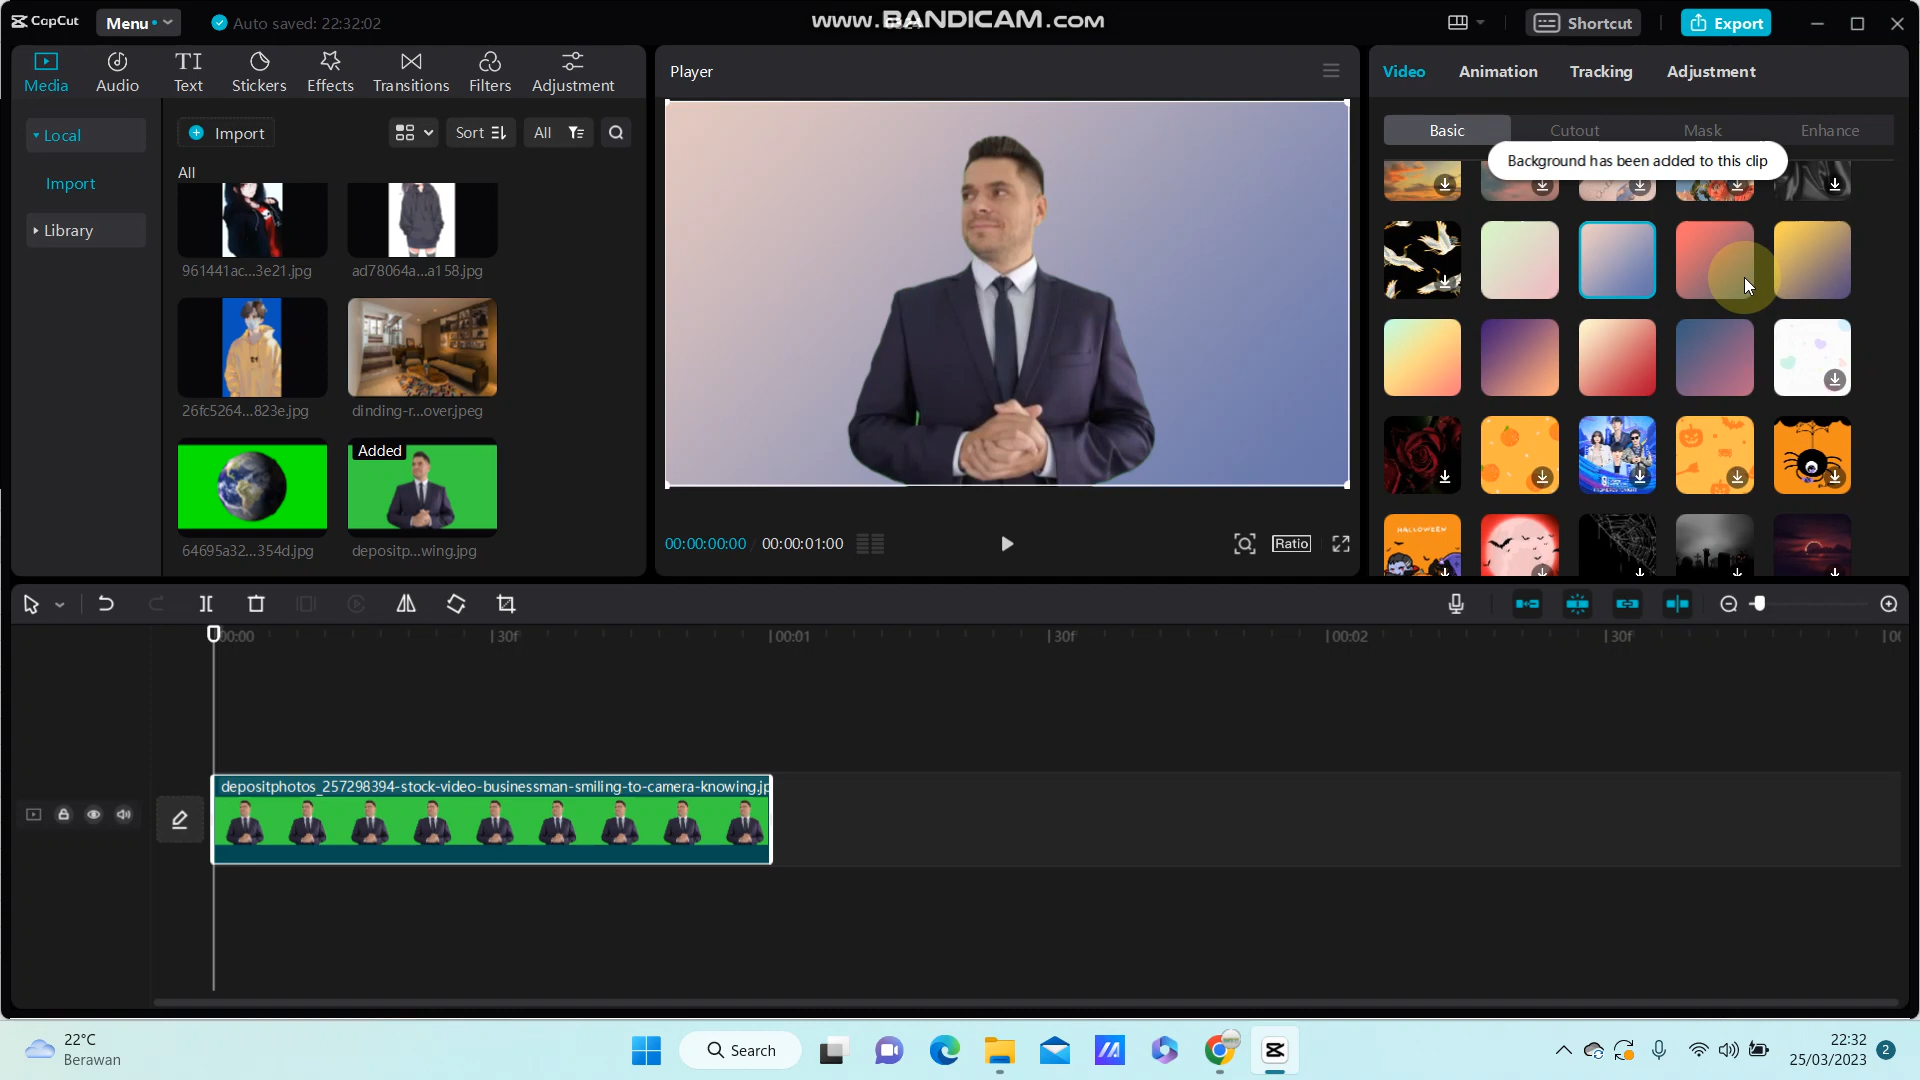 CapCut
Menu
Auto saved: 22:32:02
www.BANDICAM.com
Shortcut
Export
Media
Audio
Text
Stickers
Effects
Transitions
Filters
Adjustment
Player
Video
Animation
Tracking
Adjustment
Local
Import
Library
Import
Sort
All
All
Basic
Cutout
Mask
Enhance
Background has been added to this clip
961441ac...3e21.jpg
ad78064a...a158.jpg
26fc5264...823e.jpg
dinding-r...over.jpeg
Added
64695a32...354d.jpg
depositp...wing.jpg
HALLOWEEN
00:00:00:00 / 00:00:01:00
Ratio
00:00
30f
00:01
30f
00:02
30f
depositphotos_257298394-stock-video-businessman-smiling-to-camera-knowing.jp
22°C
Berawan
Search
22:32
25/03/2023
2